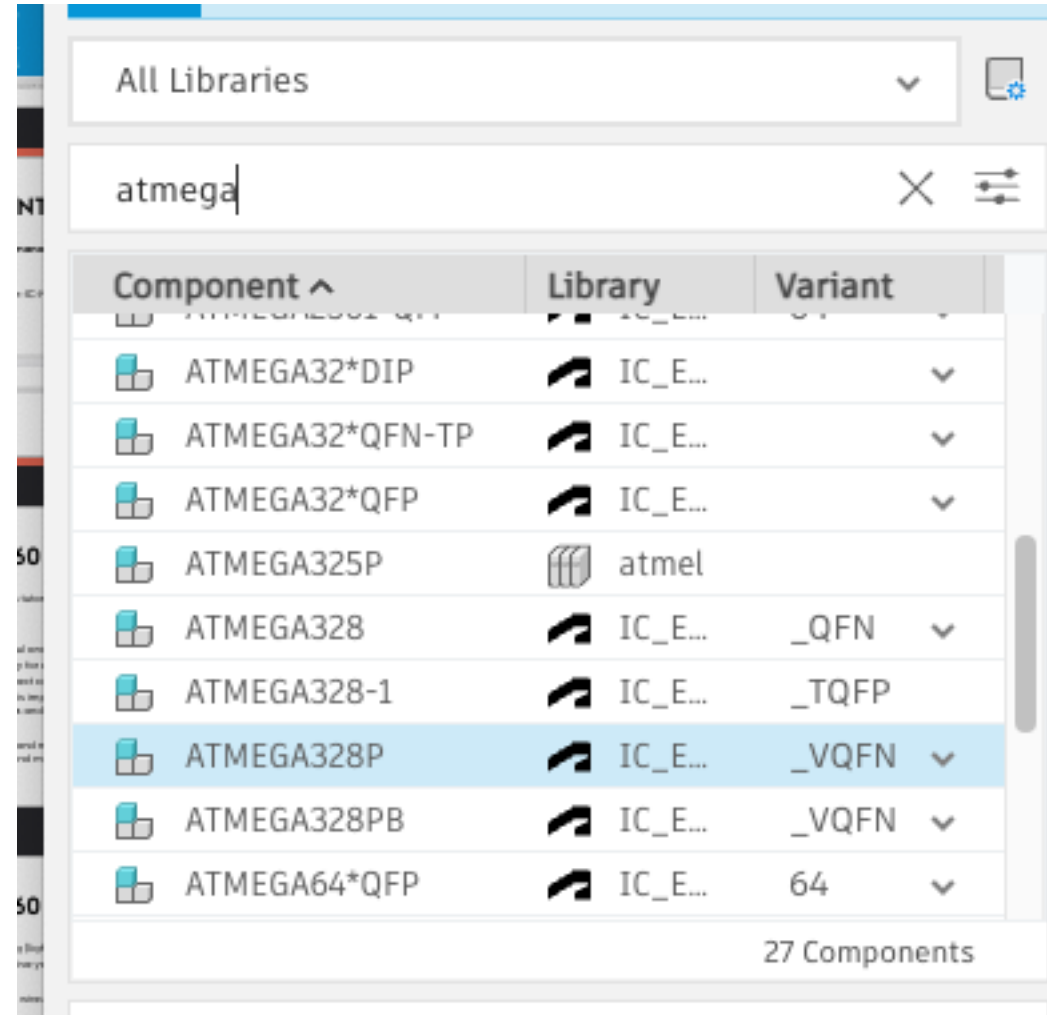 All Libraries
atmega
Component Library Variant
ATMEGA32*DIP IC_E...
ATMEGA32*QFN-TP IC_E...
ATMEGA32*QFP IC_E...
ATMEGA325P atmel
ATMEGA328 IC_E... _QFN
ATMEGA328-1 IC_E... _TQFP
ATMEGA328P IC_E... _VQFN
ATMEGA328PB IC_E... _VQFN
ATMEGA64*QFP IC_E... 64
27 Components